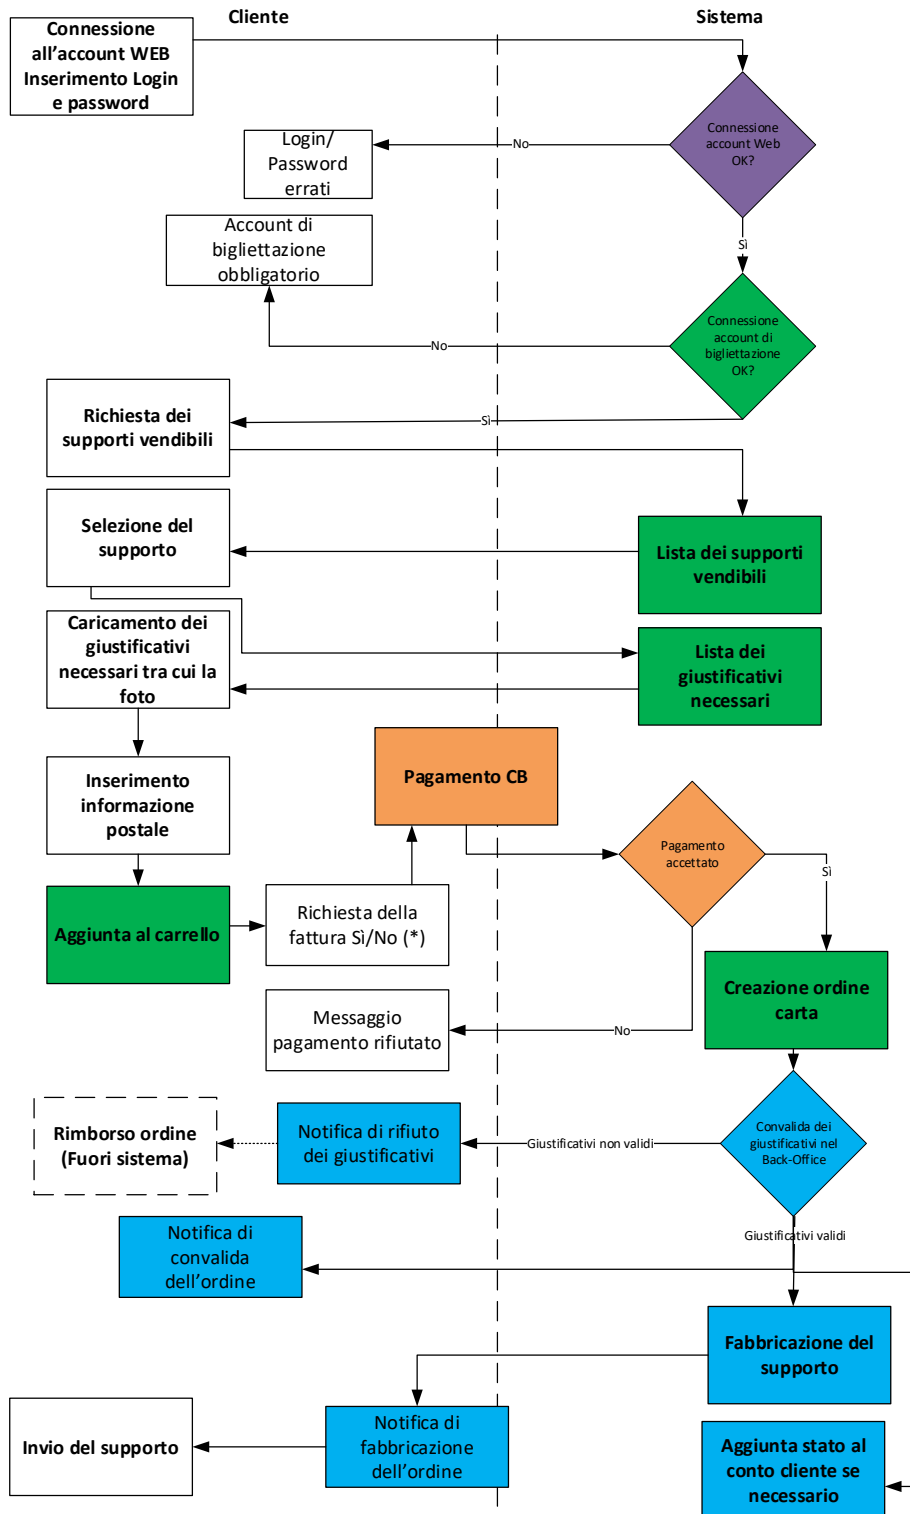 Cliente
Sistema
Connessione
all'account WEB
Inserimento Login
e password
Connessione
account Web
OK?
No
Login/
Password
errati
Sì
Account di
bigliettazione
obbligatorio
Connessione
account di
bigliettazione
OK?
No
Sì
Richiesta dei
supporti vendibili
Selezione del
supporto
Lista dei supporti
vendibili
Caricamento dei
giustificativi
necessari tra cui la
foto
Lista dei
giustificativi
necessari
Pagamento CB
Inserimento
informazione
postale
Pagamento
accettato
Sì
Aggiunta al carrello
Richiesta della
fattura Sì/No (*)
Creazione ordine
carta
Messaggio
pagamento rifiutato
No
Rimborso ordine
(Fuori sistema)
Notifica di rifiuto
dei giustificativi
Giustificativi non validi
Convalida dei
giustificativi nel
Back-Office
Giustificativi validi
Notifica di
convalida
dell'ordine
Fabbricazione del
supporto
Invio del supporto
Notifica di
fabbricazione
dell'ordine
Aggiunta stato al
conto cliente se
necessario